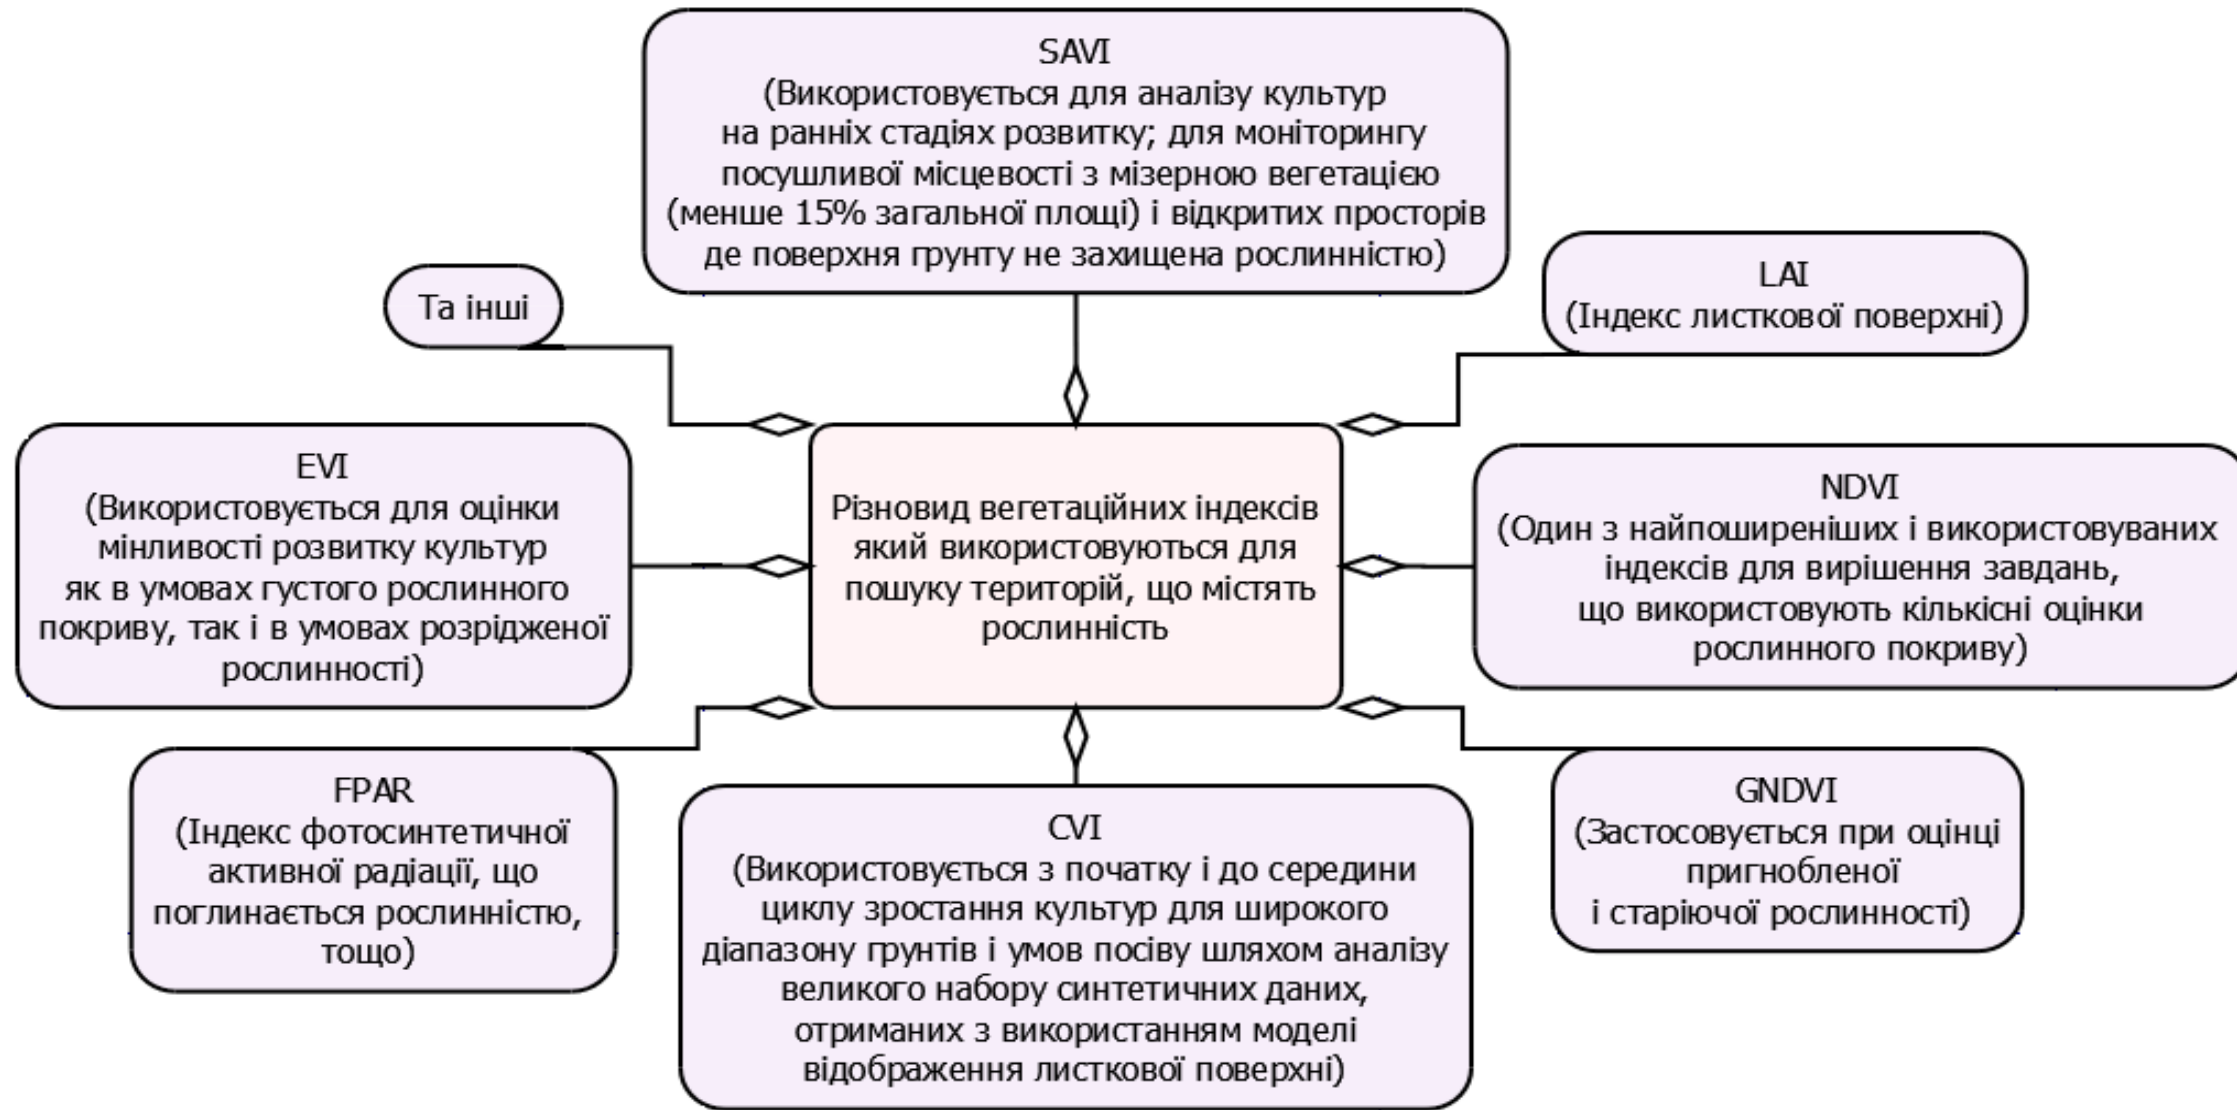 SAVI
(Використовується для аналізу культур
на ранніх стадіях розвитку; для моніторингу
посушливої місцевості з мізерною вегетацією
(менше 15% загальної площі) і відкритих просторів
де поверхня грунту не захищена рослинністю)
Та інші
LAI
(Індекс листкової поверхні)
EVI
(Використовується для оцінки
мінливості розвитку культур
як в умовах густого рослинного
покриву, так і в умовах розрідженої
рослинності)
Різновид вегетаційних індексів
який використовуються для
пошуку територій, що містять
рослинність
NDVI
(Один з найпоширеніших і використовуваних
індексів для вирішення завдань,
що використовують кількісні оцінки
рослинного покриву)
FPAR
(Індекс фотосинтетичної
активної радіації, що
поглинається рослинністю,
тощо)
CVI
(Використовується з початку і до середини
циклу зростання культур для широкого
діапазону грунтів і умов посіву шляхом аналізу
великого набору синтетичних даних,
отриманих з використанням моделі
відображення листкової поверхні)
GNDVI
(Застосовується при оцінці
пригнобленої
і старіючої рослинності)